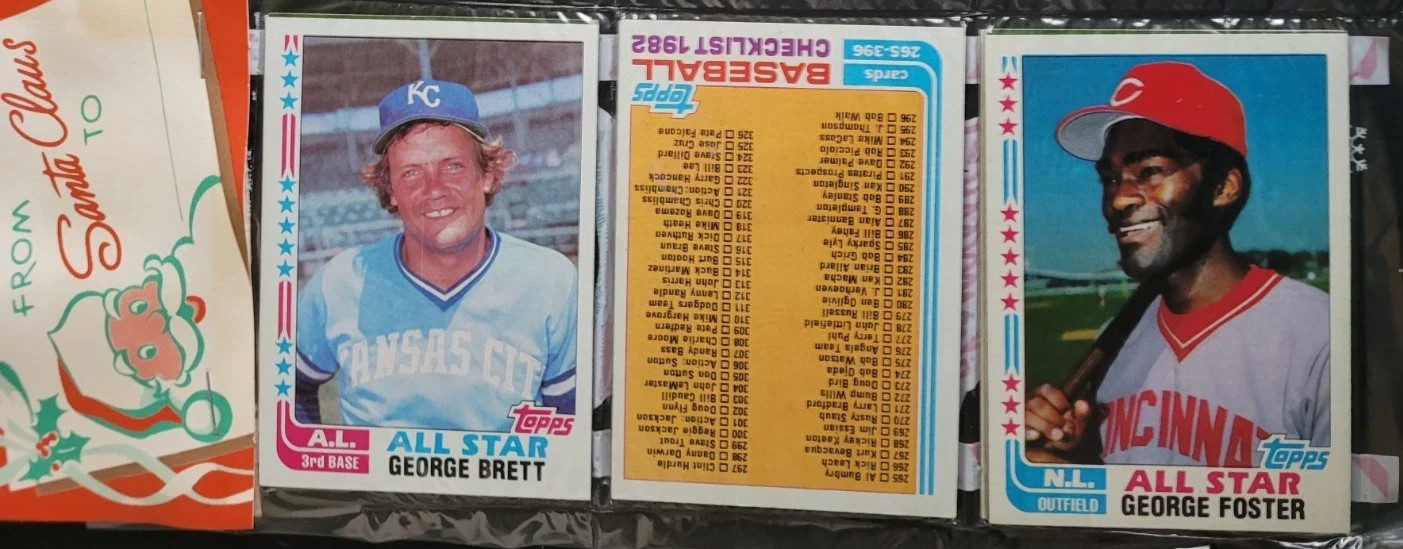 FROM
Santa Claus
TO
KC
KANSAS CITY
topps
A.L.
3rd BASE
ALL STAR
GEORGE BRETT
265 Al Bumbry
266 Rick Leach
267 Kurt Bevacqua
268 Rickey Keeton
269 Jim Essian
270 Rusty Staub
271 Larry Bradford
272 Bump Wills
273 Doug Bird
274 Bob Ojeda
275 Bob Watson
276 Angels Team
277 Terry Puhl
278 John Littlefield
279 Bill Russell
280 Ben Oglivie
281 J. Verhoeven
282 Ken Macha
283 Brian Allard
284 Bob Grich
285 Sparky Lyle
286 Bill Fahey
287 Alan Bannister
288 G. Templeton
289 Bob Stanley
290 Ken Singleton
291 Pirates Prospects
292 Dave Palmer
293 Rob Picciolo
294 Mike LaCoss
295 J. Thompson
296 Bob Walk
297 Clint Hurdle
298 Danny Darwin
299 Steve Trout
300 Reggie Jackson
301 Action: Jackson
302 Doug Flynn
303 Bill Caudill
304 John LeMaster
305 Don Sutton
306 Action: Sutton
307 Randy Bass
308 Charlie Moore
309 Pete Redfern
310 Mike Hargrove
311 Dodgers Team
312 Lenny Randle
313 John Harris
314 Buck Martinez
315 Burt Hooton
316 Steve Braun
317 Dick Ruthven
318 Mike Heath
319 Dave Rozema
320 Chris Chambliss
321 Action: Chambliss
322 Garry Hancock
323 Bill Lee
324 Steve Dillard
325 Jose Cruz
326 Pete Falcone
topps
cards
265-396
BASEBALL
CHECKLIST 1982
C
CINCINNA
topps
N.L.
OUTFIELD
ALL STAR
GEORGE FOSTER